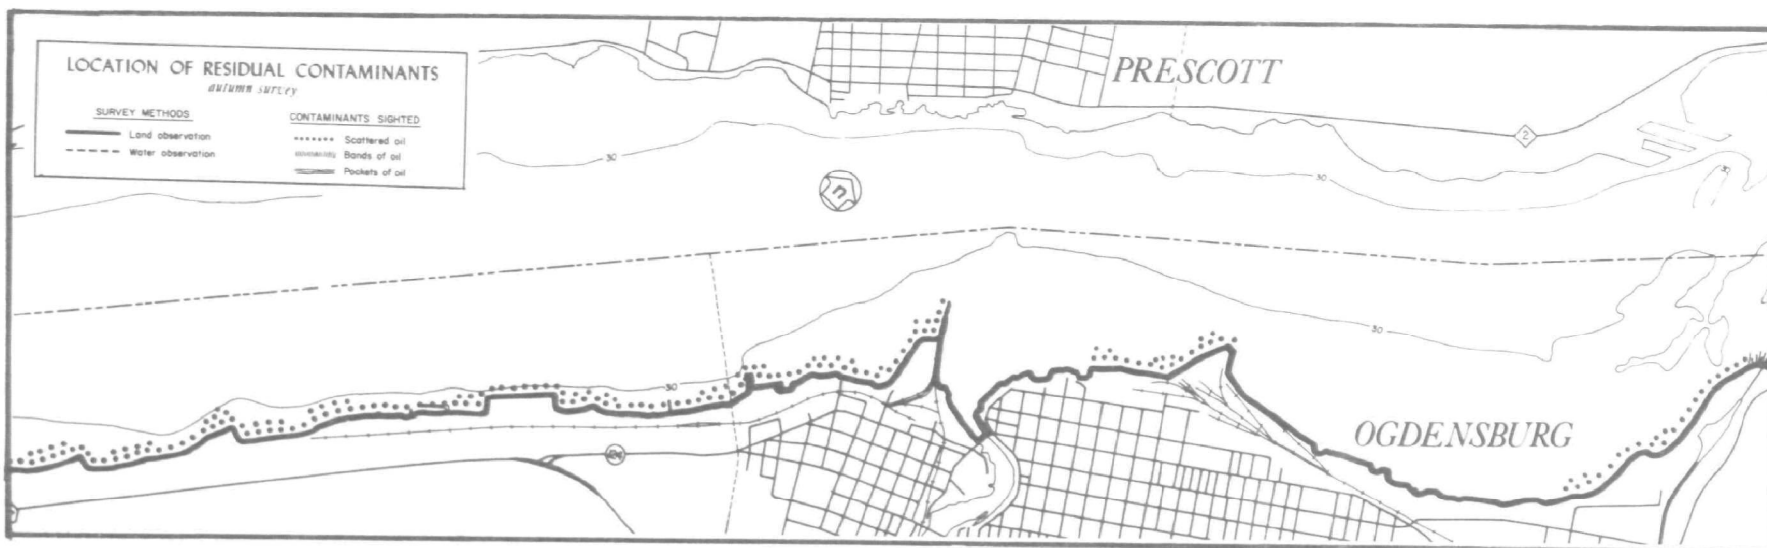 LOCATION OF RESIDUAL CONTAMINANTS
autumn survey
SURVEY METHODS
Land observation
Water observation
CONTAMINANTS SIGHTED
Scattered oil
Bands of oil
Pockets of oil
PRESCOTT
2
30
30
n
30
30
OGDENSBURG